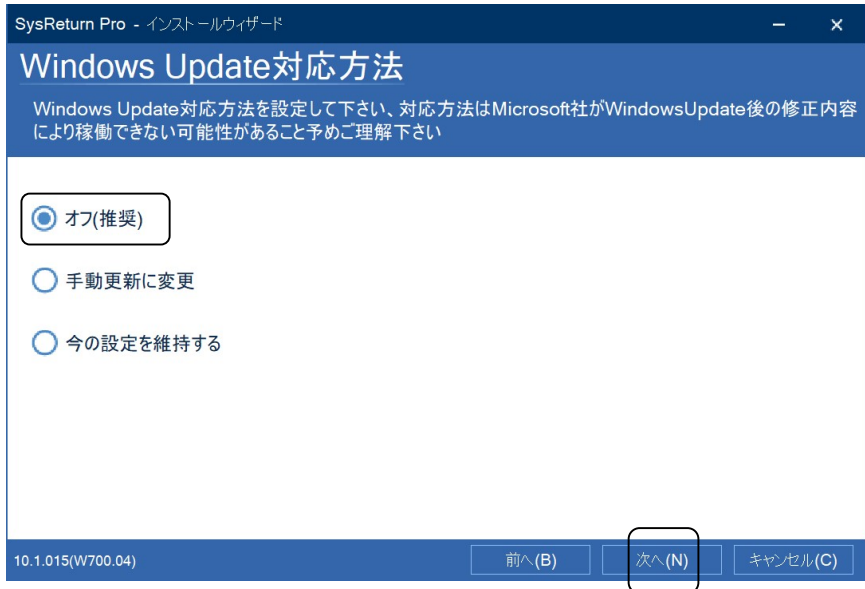 SysReturn Pro - インストールウィザード
Windows Update対応方法
Windows Update対応方法を設定して下さい、対応方法はMicrosoft社がWindowsUpdate後の修正内容
により稼働できない可能性があること予めご理解下さい
オフ(推奨)
手動更新に変更
今の設定を維持する
10.1.015(W700.04) 前へ(B) 次へ(N) キャンセル(C)